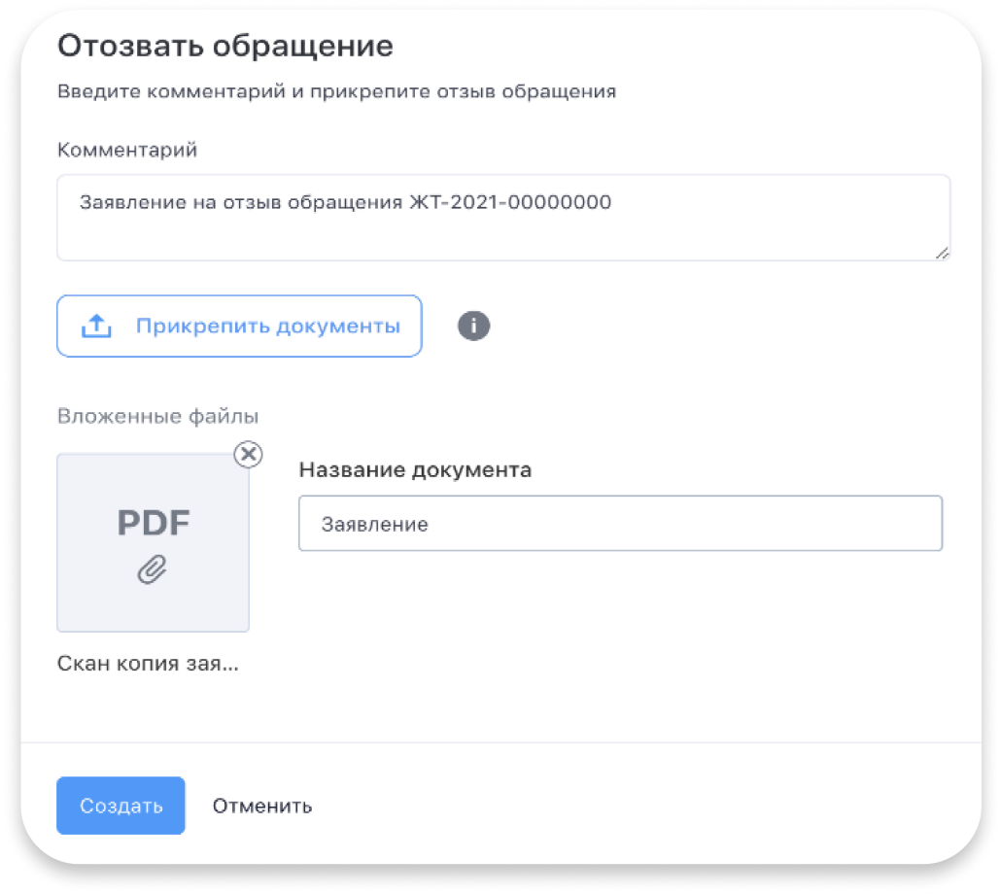 Отозвать обращение
Введите комментарий и прикрепите отзыв обращения
Комментарий
Заявление на отзыв обращения ЖТ-2021-00000000
Прикрепить документы
i
Вложенные файлы
Название документа
PDF
Заявление
Скан копия зая...
Создать
Отменить